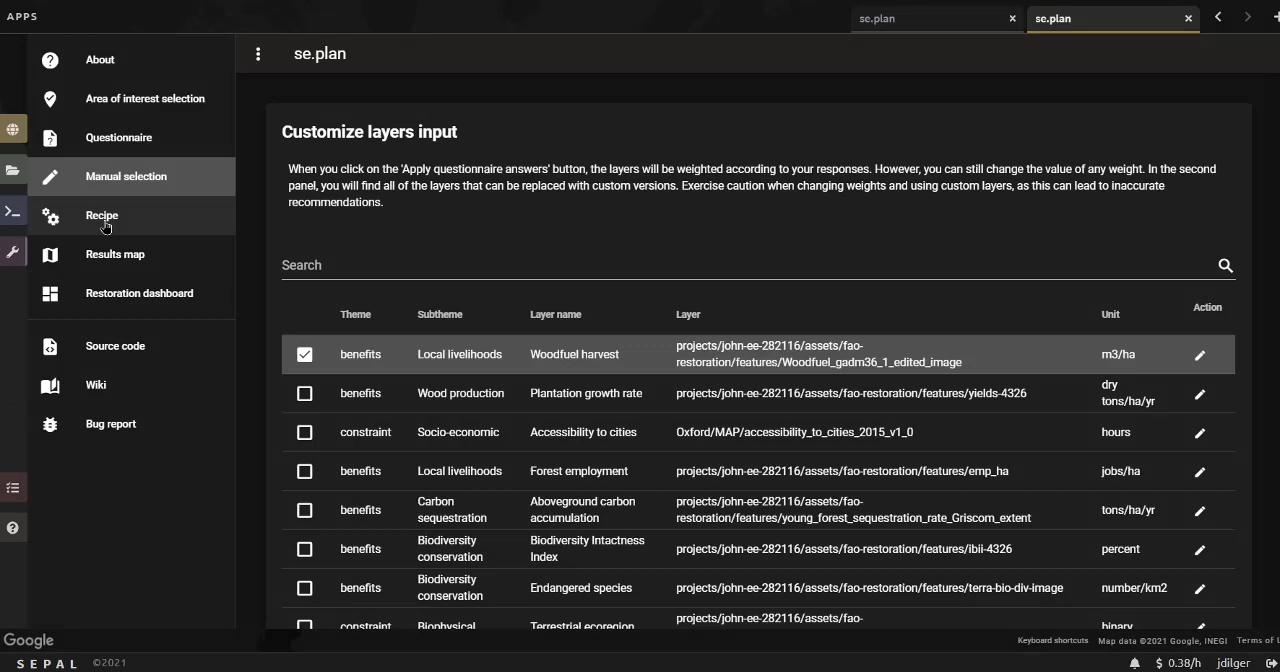 APPS
se.plan ×
se.plan ×
About
Area of interest selection
Questionnaire
Manual selection
Recipe
Results map
Restoration dashboard
Source code
Wiki
Bug report
se.plan
Customize layers input
When you click on the 'Apply questionnaire answers' button, the layers will be weighted according to your responses. However, you can still change the value of any weight. In the second
panel, you will find all of the layers that can be replaced with custom versions. Exercise caution when changing weights and using custom layers, as this can lead to inaccurate
recommendations.
Search
Theme Subtheme Layer name Layer Unit Action
benefits Local livelihoods Woodfuel harvest projects/john-ee-282116/assets/fao-
restoration/features/Woodfuel_gadm36_1_edited_image m3/ha
benefits Wood production Plantation growth rate projects/john-ee-282116/assets/fao-restoration/features/yields-4326 dry
tons/ha/yr
constraint Socio-economic Accessibility to cities Oxford/MAP/accessibility_to_cities_2015_v1_0 hours
benefits Local livelihoods Forest employment projects/john-ee-282116/assets/fao-restoration/features/emp_ha jobs/ha
benefits Carbon
sequestration Aboveground carbon
accumulation projects/john-ee-282116/assets/fao-
restoration/features/young_forest_sequestration_rate_Griscom_extent tons/ha/yr
benefits Biodiversity
conservation Biodiversity Intactness
Index projects/john-ee-282116/assets/fao-restoration/features/ibii-4326 percent
benefits Biodiversity
conservation Endangered species projects/john-ee-282116/assets/fao-restoration/features/terra-bio-div-image number/km2
constraint Biophysical Terrestrial ecoregion projects/john-ee-282116/assets/fao- binary
Google
Keyboard shortcuts Map data ©2021 Google, INEGI Terms of
SEPAL ©2021
$ 0.38/h jdilger